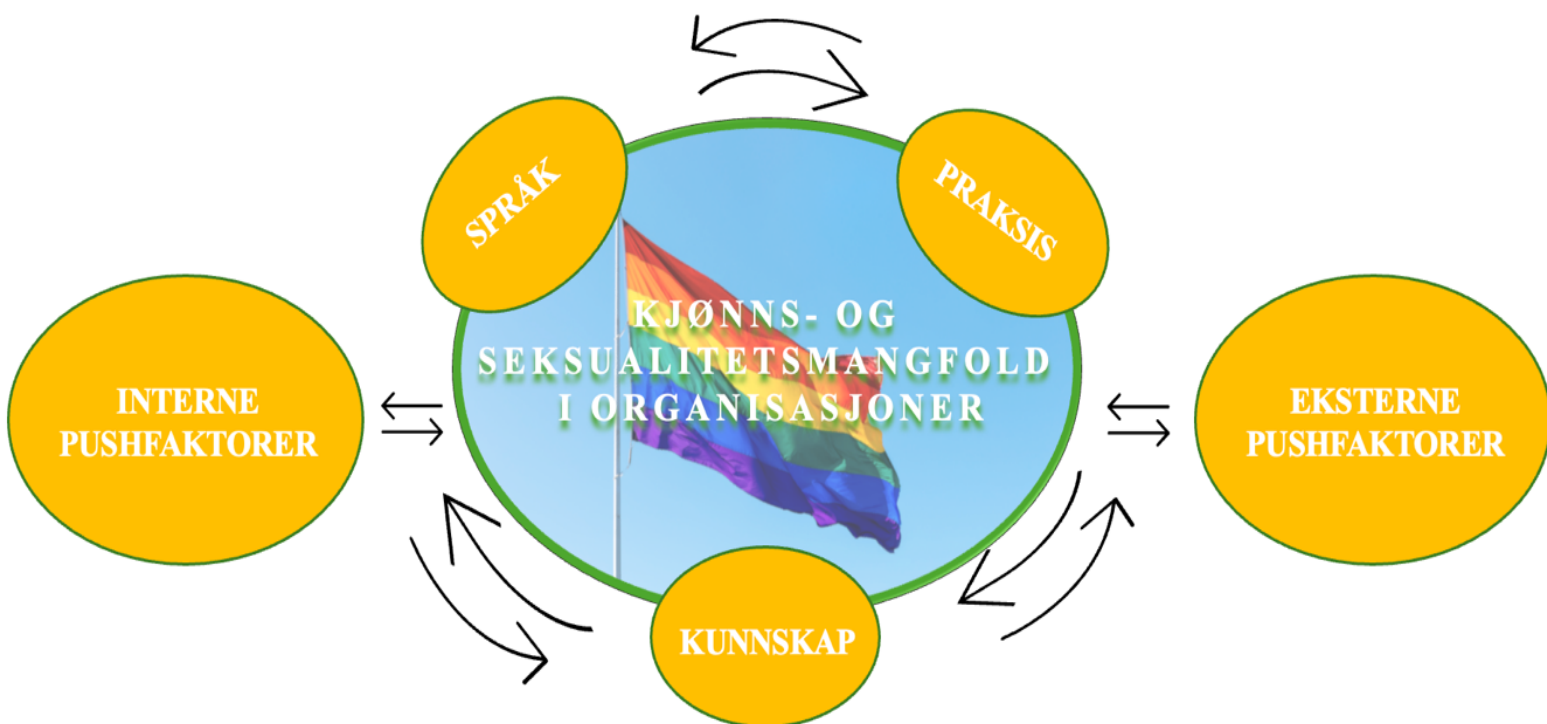 SPRÅK
PRAKSIS
KJØNNS- OG
SEKSUALITETSMANGFOLD
I ORGANISASJONER
INTERNE
PUSHFAKTORER
EKSTERNE
PUSHFAKTORER
KUNNSKAP